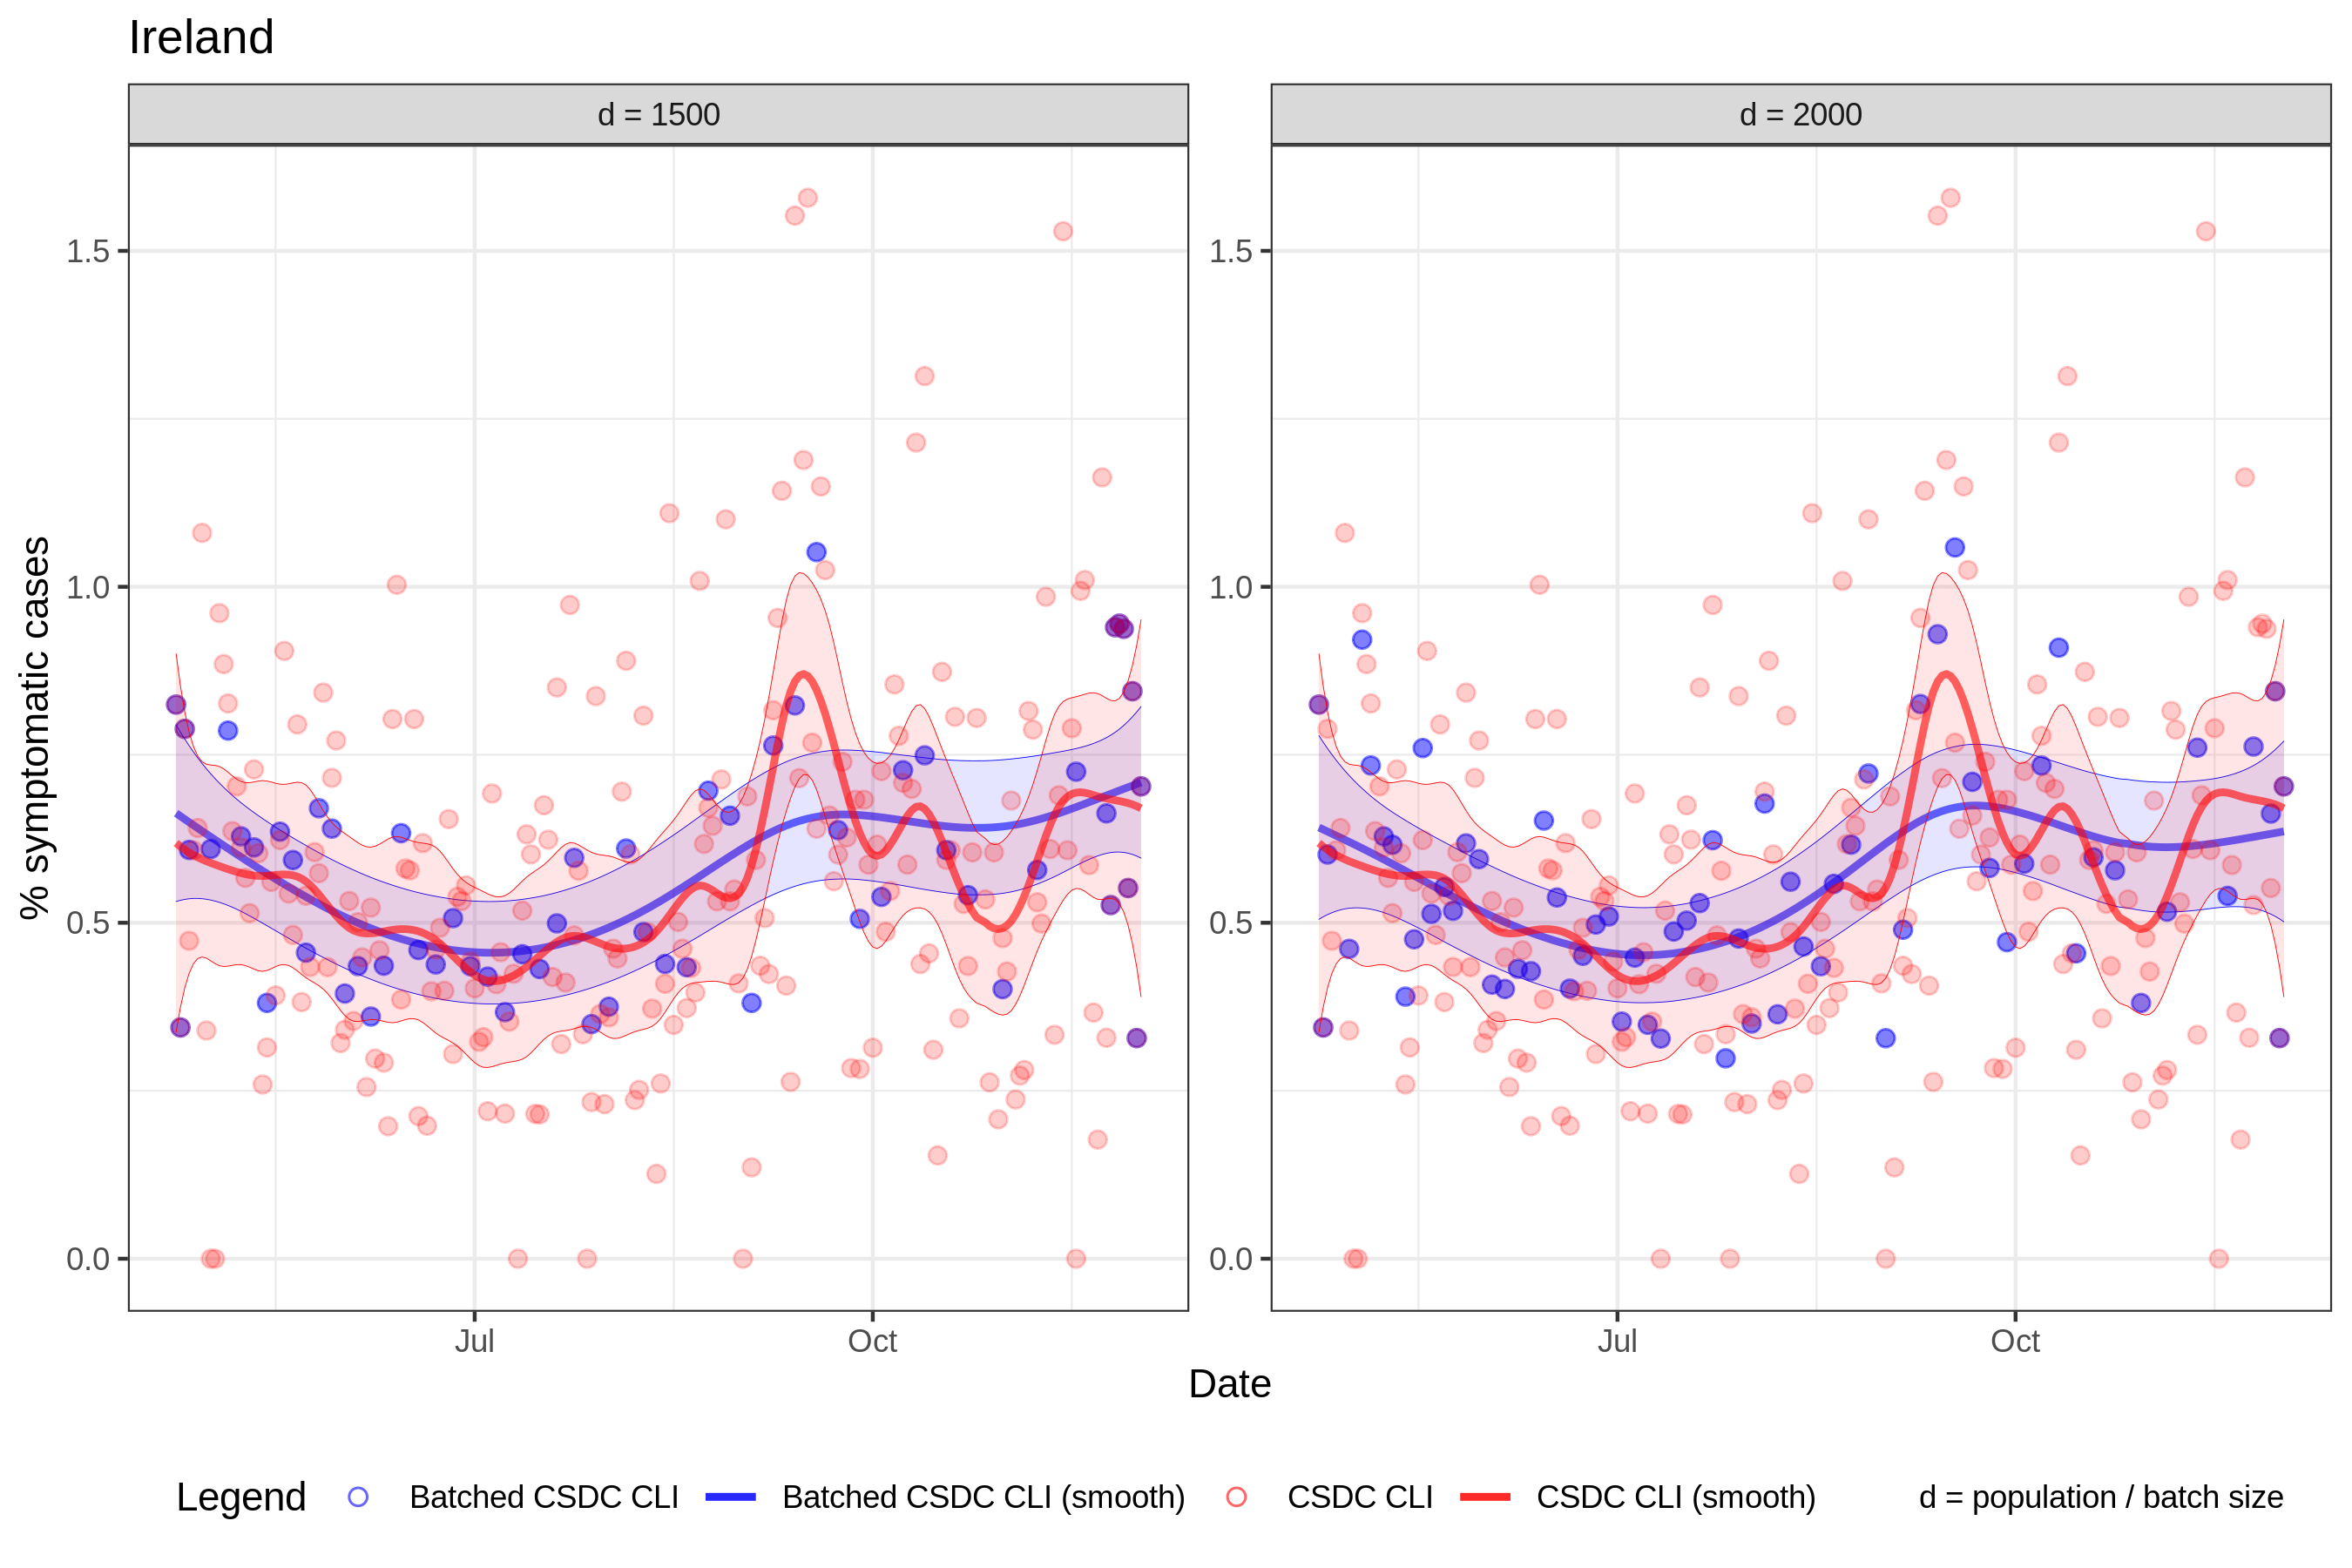 Ireland
d = 1500
d = 2000
1.5
1.0
0.5
0.0
1.5
1.0
0.5
0.0
% symptomatic cases
Jul
Oct
Jul
Oct
Date
Legend
Batched CSDC CLI
Batched CSDC CLI (smooth)
CSDC CLI
CSDC CLI (smooth)
d = population / batch size